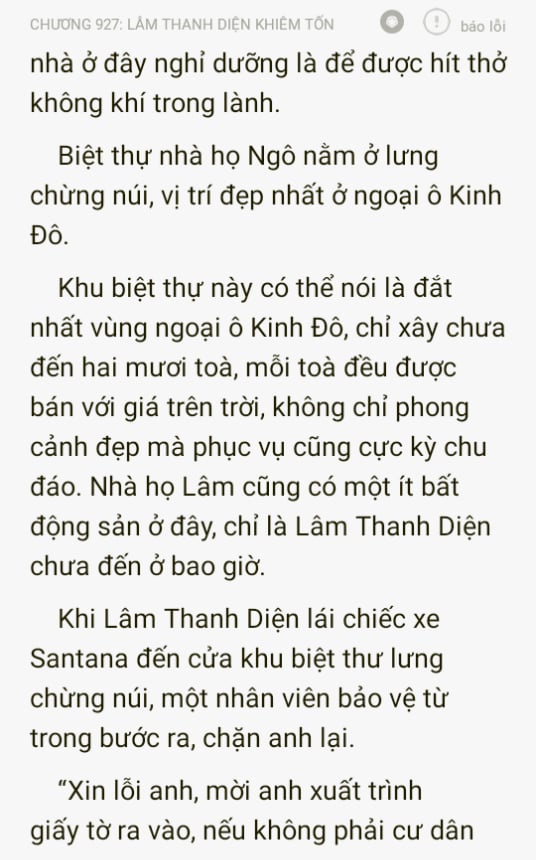 CHƯƠNG 927: LÂM THANH DIỆN KHIÊM TỐN
báo lỗi
nhà ở đây nghỉ dưỡng là để được hít thở
không khí trong lành.
Biệt thự nhà họ Ngô nằm ở lưng
chừng núi, vị trí đẹp nhất ở ngoại ô Kinh
Đô.
Khu biệt thự này có thể nói là đắt
nhất vùng ngoại ô Kinh Đô, chỉ xây chưa
đến hai mươi toà, mỗi toà đều được
bán với giá trên trời, không chỉ phong
cảnh đẹp mà phục vụ cũng cực kỳ chu
đáo. Nhà họ Lâm cũng có một ít bất
động sản ở đây, chỉ là Lâm Thanh Diện
chưa đến ở bao giờ.
Khi Lâm Thanh Diện lái chiếc xe
Santana đến cửa khu biệt thư lưng
chừng núi, một nhân viên bảo vệ từ
trong bước ra, chặn anh lại.
“Xin lỗi anh, mời anh xuất trình
giấy tờ ra vào, nếu không phải cư dân